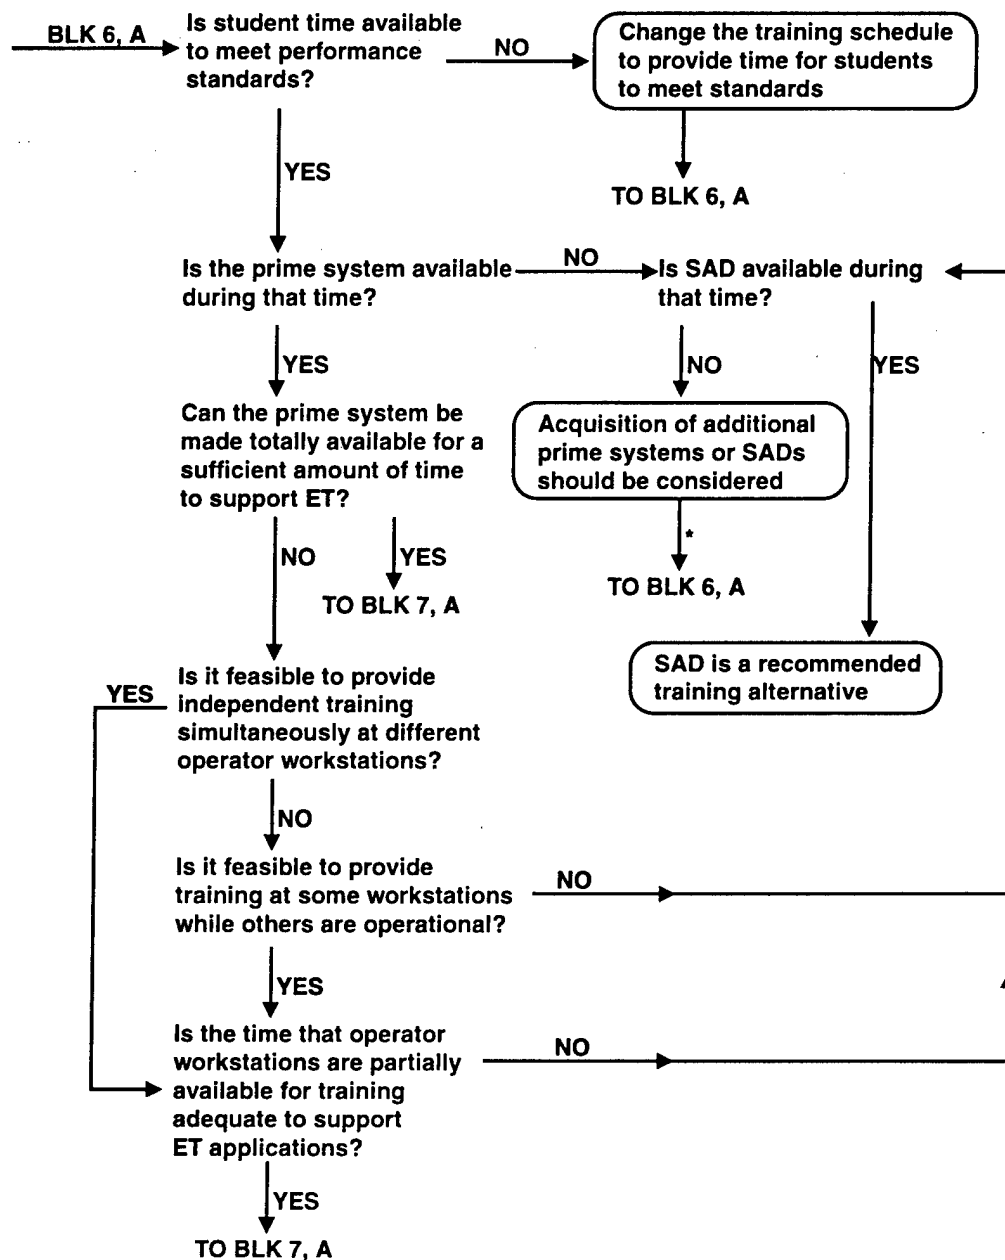 BLK 6, A
Is student time available
to meet performance
standards?
NO
Change the training schedule
to provide time for students
to meet standards
YES
TO BLK 6, A
Is the prime system available
during that time?
NO
Is SAD available during
that time?
YES
NO
YES
Can the prime system be
made totally available for a
sufficient amount of time
to support ET?
Acquisition of additional
prime systems or SADs
should be considered
NO
YES
*
TO BLK 7, A
TO BLK 6, A
SAD is a recommended
training alternative
YES
Is it feasible to provide
independent training
simultaneously at different
operator workstations?
NO
Is it feasible to provide
training at some workstations
while others are operational?
NO
YES
Is the time that operator
workstations are partially
available for training
adequate to support
ET applications?
NO
YES
TO BLK 7, A